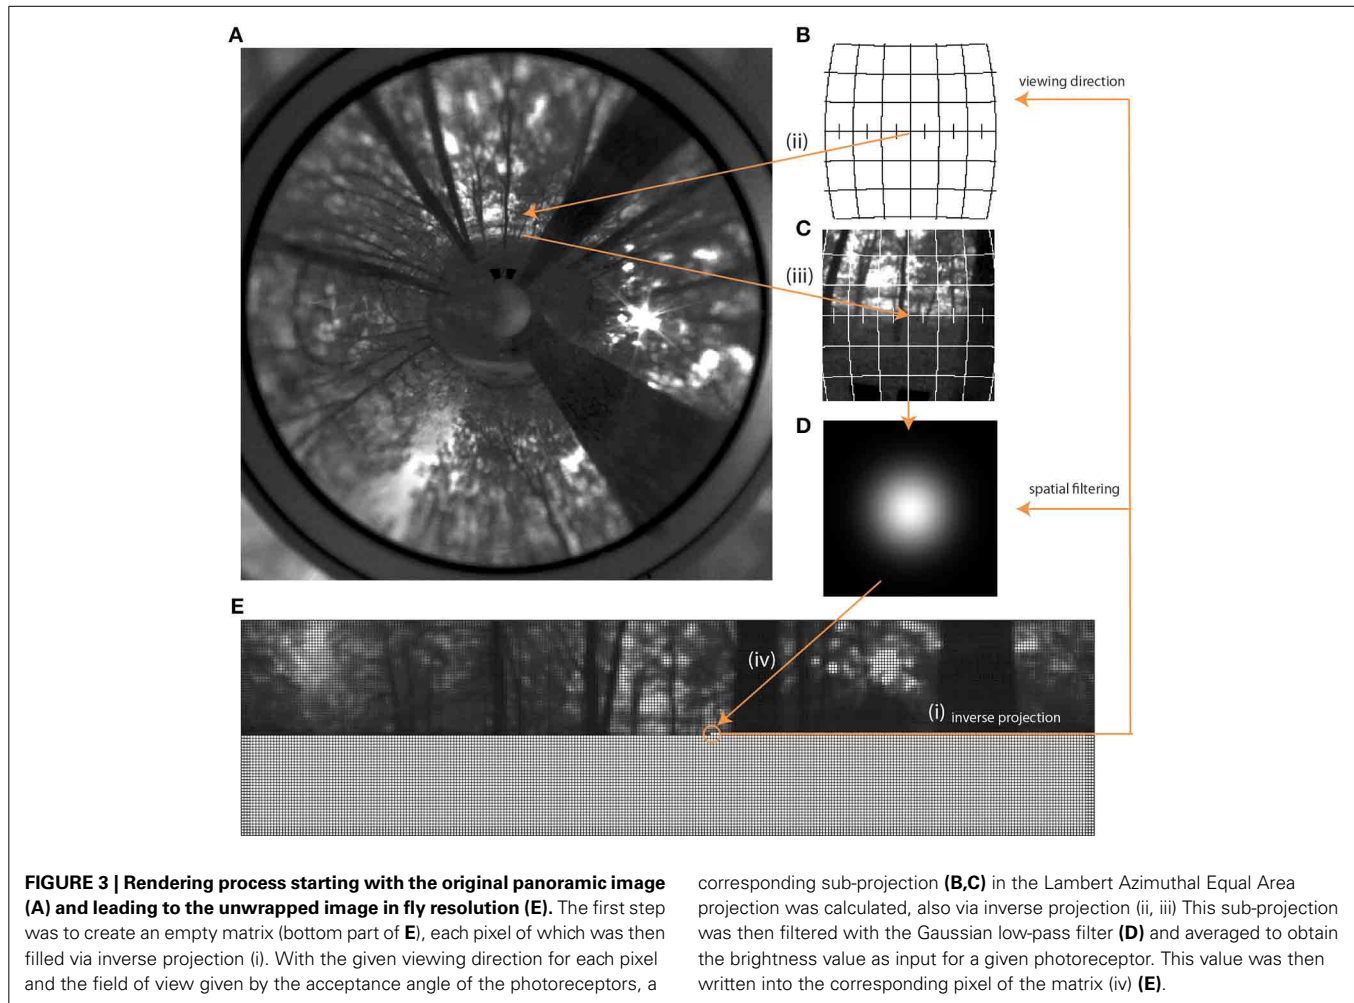 A
B
viewing direction
(ii)
C
(iii)
D
spatial filtering
E
(iv)
(i) inverse projection
FIGURE 3 | Rendering process starting with the original panoramic image
(A) and leading to the unwrapped image in fly resolution (E). The first step
was to create an empty matrix (bottom part of E), each pixel of which was then
filled via inverse projection (i). With the given viewing direction for each pixel
and the field of view given by the acceptance angle of the photoreceptors, a
corresponding sub-projection (B,C) in the Lambert Azimuthal Equal Area
projection was calculated, also via inverse projection (ii, iii) This sub-projection
was then filtered with the Gaussian low-pass filter (D) and averaged to obtain
the brightness value as input for a given photoreceptor. This value was then
written into the corresponding pixel of the matrix (iv) (E).